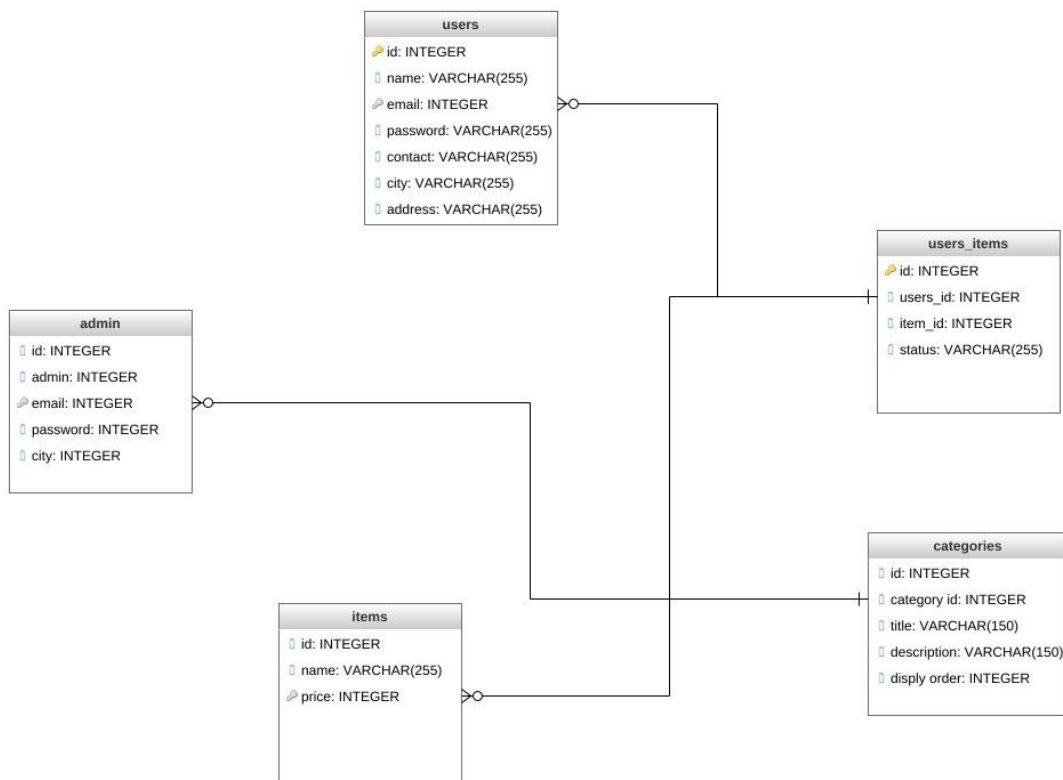 users
id: INTEGER
name: VARCHAR(255)
email: INTEGER
password: VARCHAR(255)
contact: VARCHAR(255)
city: VARCHAR(255)
address: VARCHAR(255)
users_items
id: INTEGER
users_id: INTEGER
item_id: INTEGER
status: VARCHAR(255)
admin
id: INTEGER
admin: INTEGER
email: INTEGER
password: INTEGER
city: INTEGER
categories
id: INTEGER
category id: INTEGER
title: VARCHAR(150)
description: VARCHAR(150)
disply order: INTEGER
items
id: INTEGER
name: VARCHAR(255)
price: INTEGER